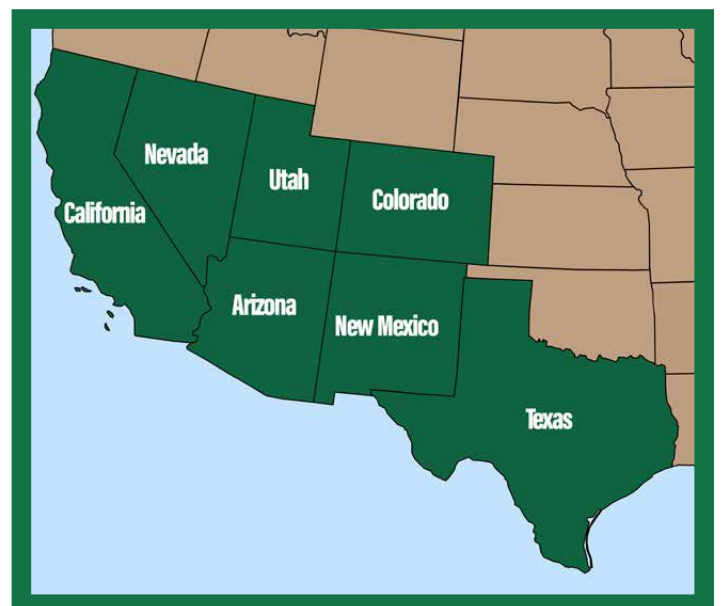 Nevada
Utah
Colorado
California
Arizona
New Mexico
Texas